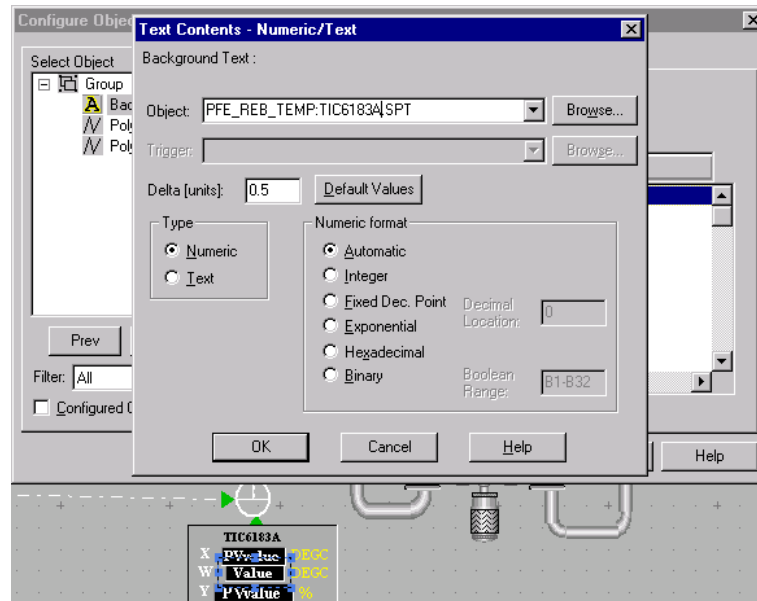 Configure Obje
Text Contents - Numeric/Text
Select Object
Group
A Bac
Pol
Pol
Background Text :
Object: PFE_REB_TEMP:TIC6183A.SPT Browse...
Trigger: Browse...
Delta [units]: 0.5 Default Values
Type
Numeric
Text
Numeric format
Automatic
Integer
Fixed Dec. Point
Exponential
Hexadecimal
Binary
Decimal Location: 0
Boolean Range: B1-B32
Prev
Filter: All
Configured O
OK Cancel Help
Help
TIC6183A
X PVvalue DEGC
W Value DEGC
Y PVvalue %